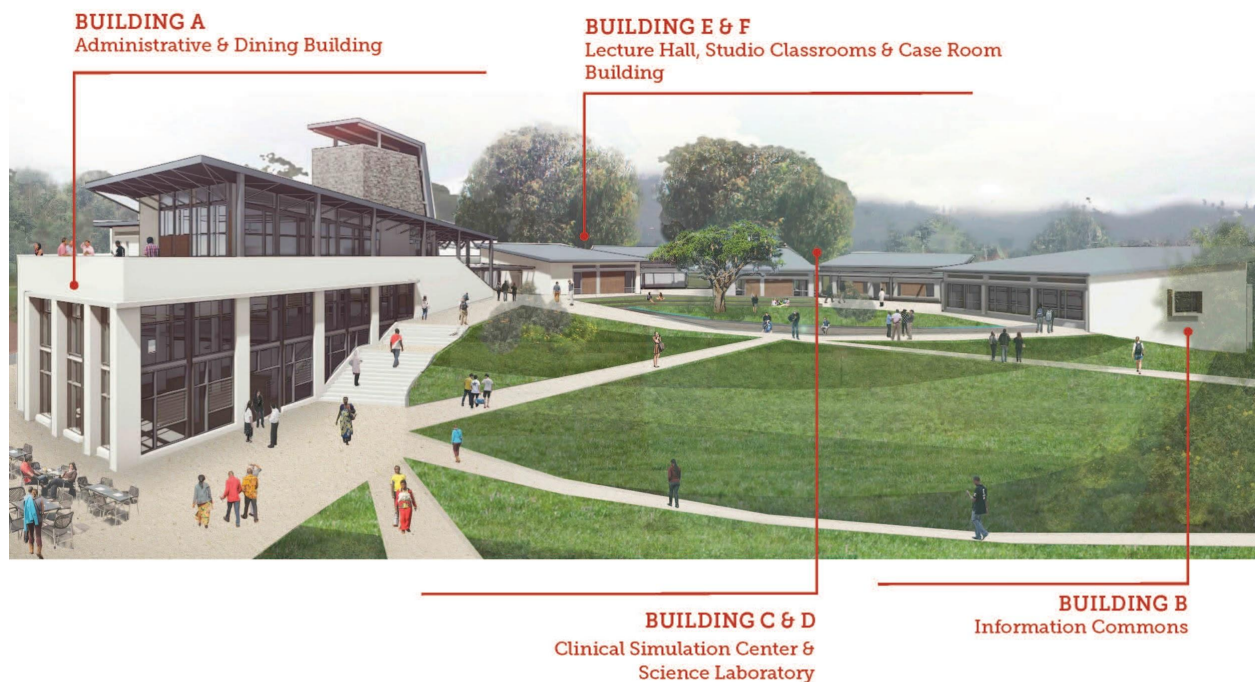 BUILDING A
Administrative & Dining Building
BUILDING E & F
Lecture Hall, Studio Classrooms & Case Room
Building
BUILDING C & D
Clinical Simulation Center &
Science Laboratory
BUILDING B
Information Commons